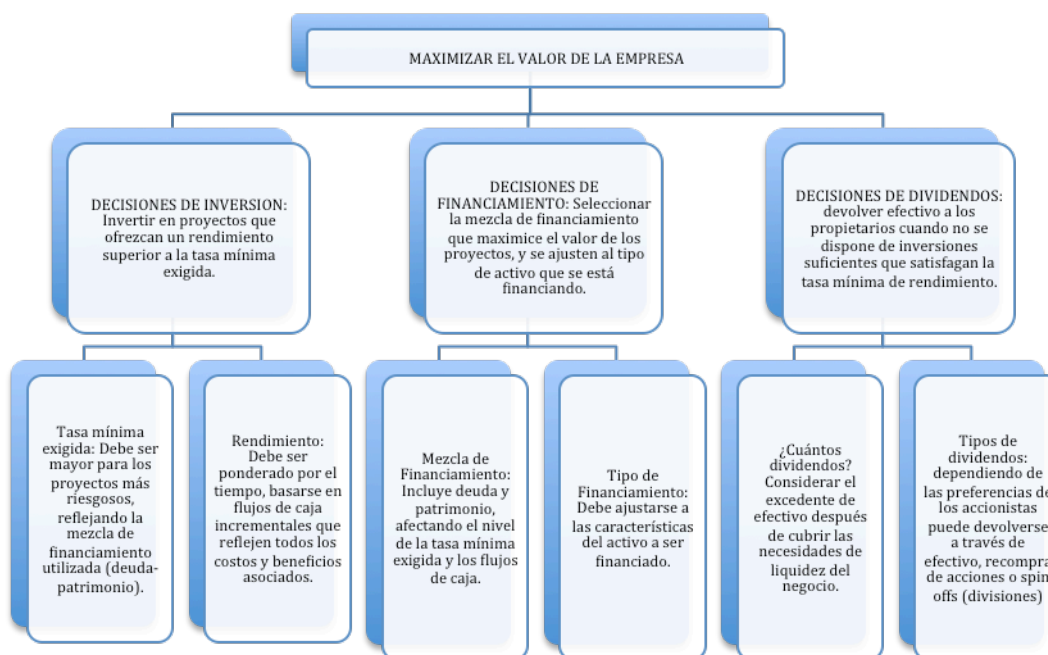 MAXIMIZAR EL VALOR DE LA EMPRESA
DECISIONES DE INVERSION:
Invertir en proyectos que
ofrezcan un rendimiento
superior a la tasa mínima
exigida.
DECISIONES DE
FINANCIAMIENTO: Seleccionar
la mezcla de financiamiento
que maximice el valor de los
proyectos, y se ajusten al tipo
de activo que se está
financiando.
DECISIONES DE DIVIDENDOS:
devolver efectivo a los
propietarios cuando no se
dispone de inversiones
suficientes que satisfagan la
tasa mínima de rendimiento.
Tasa mínima
exigida: Debe ser
mayor para los
proyectos más
riesgosos,
reflejando la
mezcla de
financiamiento
utilizada (deuda-
patrimonio).
Rendimiento:
Debe ser
ponderado por el
tiempo, basarse en
flujos de caja
incrementales que
reflejen todos los
costos y beneficios
asociados.
Mezcla de
Financiamiento:
Incluye deuda y
patrimonio,
afectando el nivel
de la tasa mínima
exigida y los flujos
de caja.
Tipo de
Financiamiento:
Debe ajustarse a
las características
del activo a ser
financiado.
¿Cuántos
dividendos?
Considerar el
excedente de
efectivo después
de cubrir las
necesidades de
liquidez del
negocio.
Tipos de
dividendos:
dependiendo de
las preferencias de
los accionistas
puede devolverse
a través de
efectivo, recompra
de acciones o spin
offs (divisiones)